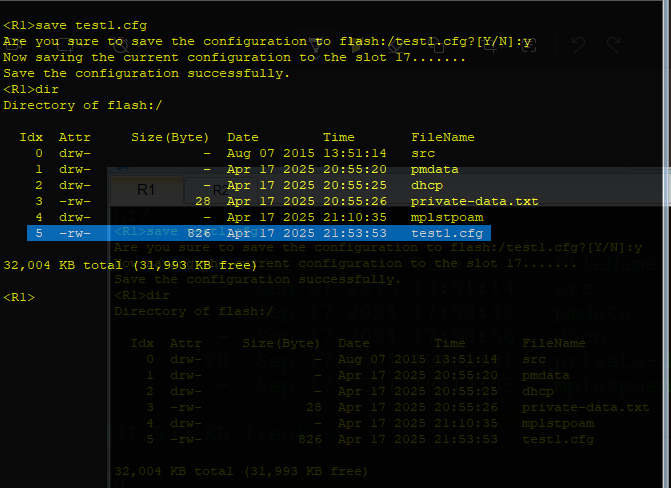 <R1>save test1.cfg
Are you sure to save the configuration to flash:/test1.cfg?[Y/N]:y
Now saving the current configuration to the slot 17.......
Save the configuration successfully.
<R1>dir
Directory of flash:/
Idx  Attr     Size(Byte)  Date        Time       FileName
0  drw-              -  Aug 07 2015 13:51:14   src
1  drw-              -  Apr 17 2025 20:55:20   pmdata
2  drw-              -  Apr 17 2025 20:55:25   dhcp
3  -rw-             28  Apr 17 2025 20:55:26   private-data.txt
4  drw-              -  Apr 17 2025 21:10:35   mplstpoam
5  -rw-            826  Apr 17 2025 21:53:53   test1.cfg
32,004 KB total (31,993 KB free)
<R1>
R1
<R1>save
Are you sure to save the configuration to flash:/test1.cfg?[Y/N]:y
current configuration to the slot 17.......
Save the configuration successfully.
<R1>dir
Directory of flash:/
Idx  Attr     Size(Byte)  Date        Time       FileName
0  drw-              -  Aug 07 2015 13:51:14   src
1  drw-              -  Apr 17 2025 20:55:20   pmdata
2  drw-              -  Apr 17 2025 20:55:25   dhcp
3  -rw-             28  Apr 17 2025 20:55:26   private-data.txt
4  drw-              -  Apr 17 2025 21:10:35   mplstpoam
5  -rw-            826  Apr 17 2025 21:53:53   test1.cfg
32,004 KB total (31,993 KB free)